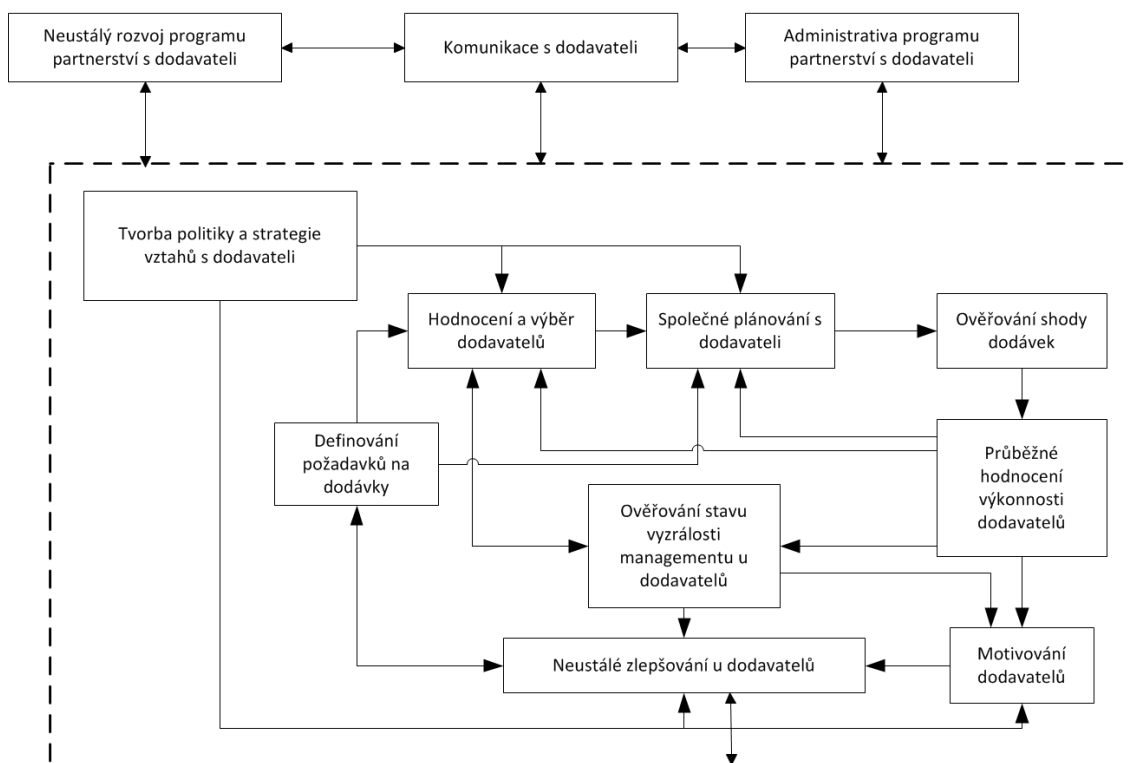 Neustálý rozvoj programu
partnerství s dodavateli
Komunikace s dodavateli
Administrativa programu
partnerství s dodavateli
Tvorba politiky a strategie
vztahů s dodavateli
Hodnocení a výběr
dodavatelů
Společné plánování s
dodavateli
Ověřování shody
dodávek
Definování
požadavků na
dodávky
Průběžné
hodnocení
výkonnosti
dodavatelů
Ověřování stavu
vyzrálosti
managementu u
dodavatelů
Neustálé zlepšování u dodavatelů
Motivování
dodavatelů